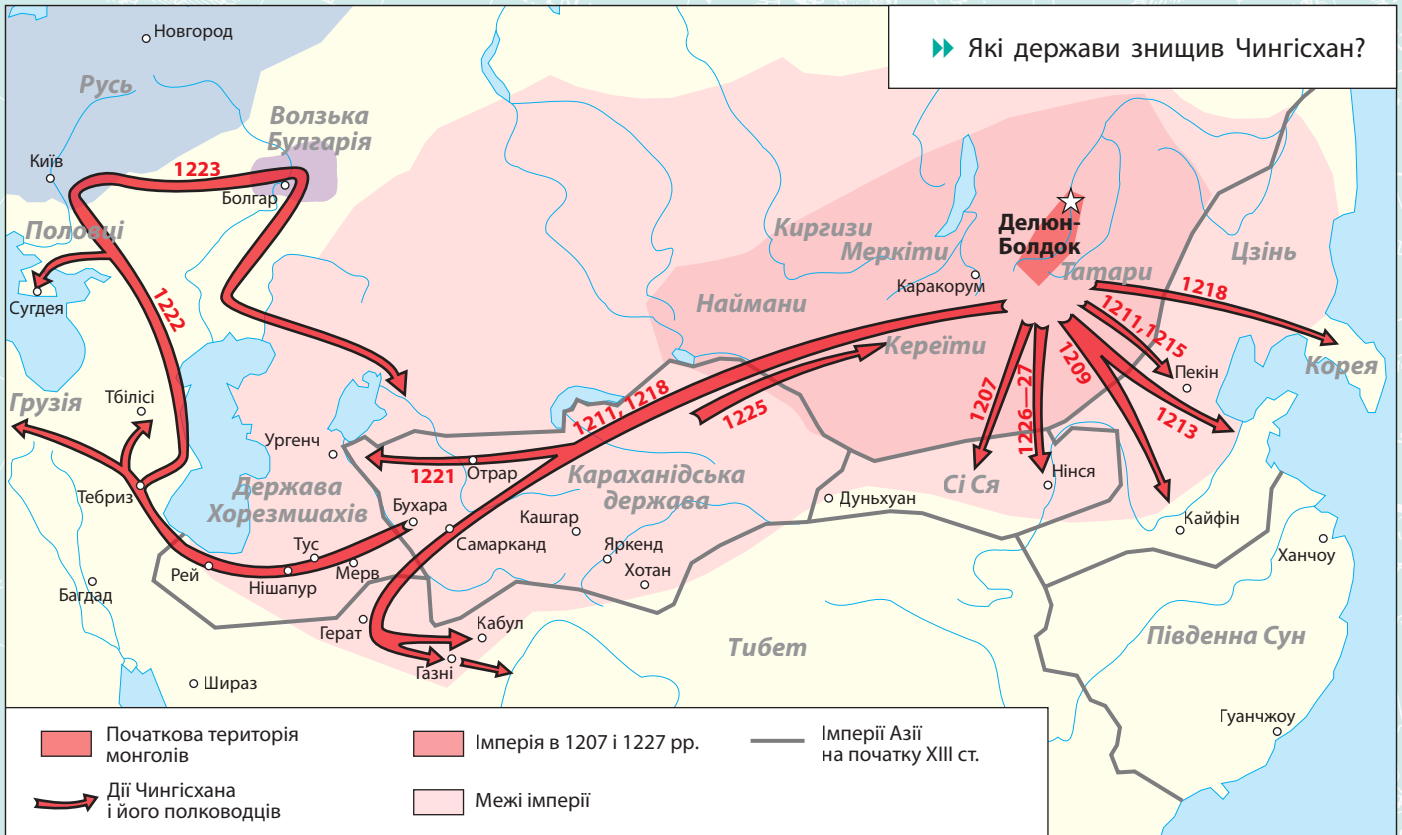 Які держави знищив Чингісхан?
Новгород
Русь
Волзька
Булгарія
Київ
1223
Болгар
Половці
Сугдея
1222
Грузія
Тбілісі
Тебриз
Ургенч
Держава
Хорезмшахів
1221
Отрар
Бухара
Самарканд
Рей
Нішапур
Тус
Мерв
Багдад
Шираз
Герат
Кабул
Газні
1211, 1218
1225
Караханідська
держава
Кашгар
Яркенд
Хотан
Дуньхуан
Тибет
Киргизи
Меркіти
Наймани
Каракорум
Кереїти
Делюн-
Болдок
Татари
Цзінь
1218
1211,1215
1209
1213
1207
1226—27
Пекін
Корея
Сі Ся
Нінся
Кайфін
Ханчоу
Південна Сун
Гуанчжоу
Початкова територія
монголів
Дії Чингісхана
і його полководців
Імперія в 1207 і 1227 рр.
Межі імперії
Імперії Азії
на початку XIII ст.